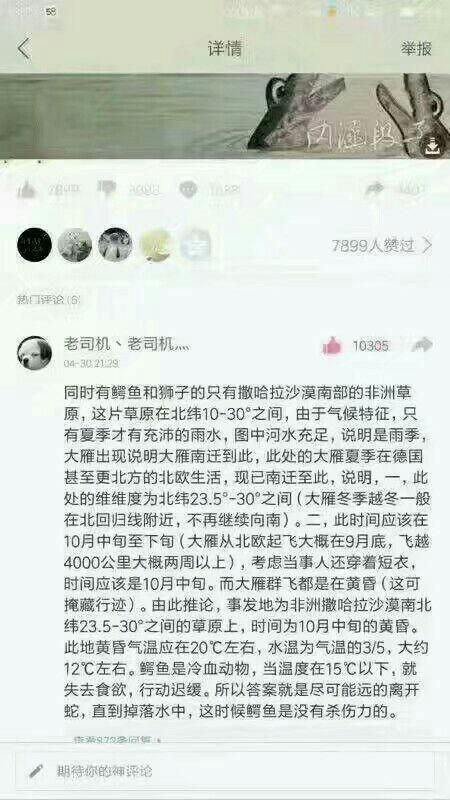 58
详情
举报
内涵段子
7899人赞过
热门评论 (5)
老司机、老司机灬
04-30 21:29
10305
同时有鳄鱼和狮子的只有撒哈拉沙漠南部的非洲草
原，这片草原在北纬10-30°之间，由于气候特征，只
有夏季才有充沛的雨水，图中河水充足，说明是雨季，
大雁出现说明大雁南迁到此，此处的大雁夏季在德国
甚至更北方的北欧生活，现已南迁至此，说明，一，此
处的维维度为北纬23.5°-30°之间（大雁冬季越冬一般
在北回归线附近，不再继续向南）。二，此时间应该在
10月中旬至下旬（大雁从北欧起飞大概在9月底，飞越
4000公里大概两周以上），考虑当事人还穿着短衣，
时间应该是10月中旬。而大雁群飞都是在黄昏（这可
掩藏行迹）。由此推论，事发地为非洲撒哈拉沙漠南北
纬23.5-30°之间的草原上，时间为10月中旬的黄昏。
此地黄昏气温应在20℃左右，水温为气温的3/5，大约
12℃左右。鳄鱼是冷血动物，当温度在15℃以下，就
失去食欲，行动迟缓。所以答案就是尽可能远的离开
蛇，直到掉落水中，这时候鳄鱼是没有杀伤力的。
查看872条回复
期待你的神评论